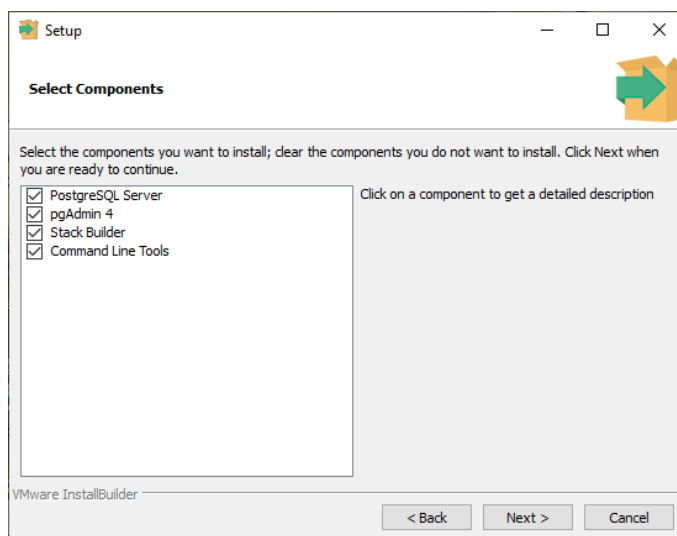 Setup
Select Components
Select the components you want to install; clear the components you do not want to install. Click Next when
you are ready to continue.
PostgreSQL Server
pgAdmin 4
Stack Builder
Command Line Tools
Click on a component to get a detailed description
VMware InstallBuilder
< Back
Next >
Cancel